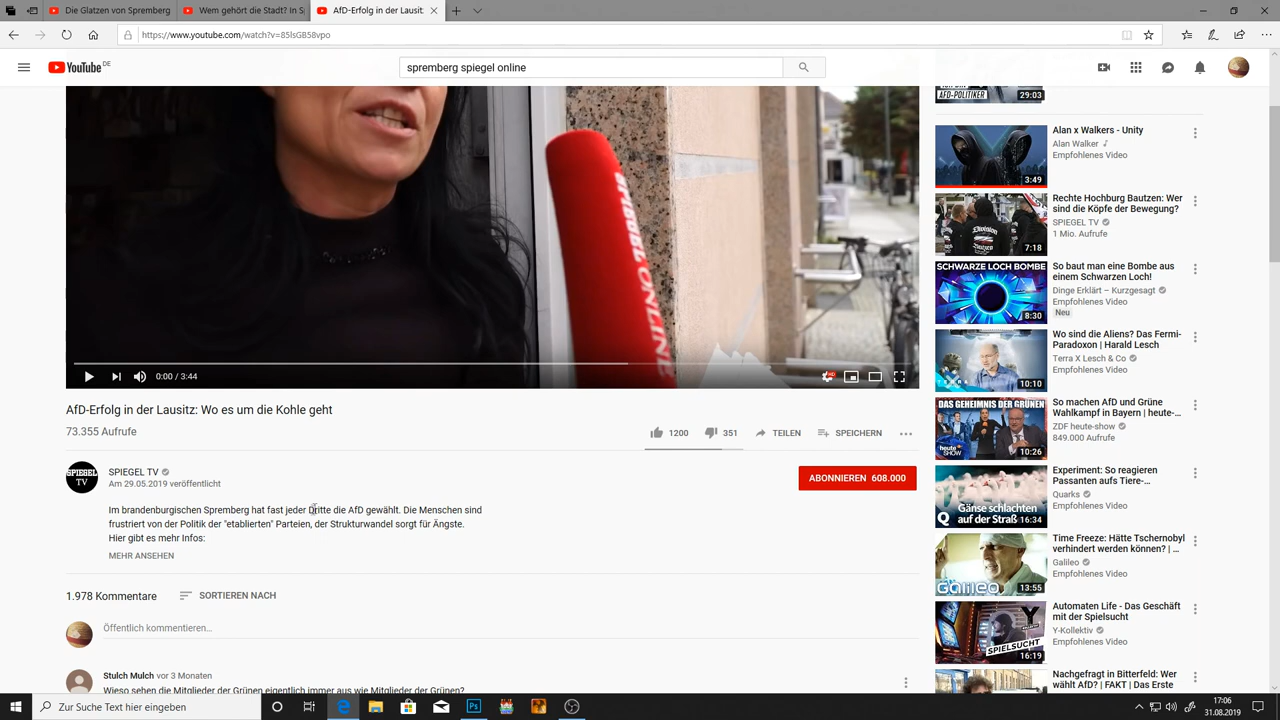 Die Glatzen von Spremberg
Wem gehört die Stadt? In S
AfD-Erfolg in der Lausitz:
https://www.youtube.com/watch?v=85lsGB58vpo
YouTube DE
spremberg spiegel online
SPIEGEL ONLINE
0:00 / 3:44
HD
AfD-Erfolg in der Lausitz: Wo es um die Kohle geht
73.355 Aufrufe
1200
351
TEILEN
SPEICHERN
SPIEGEL TV
SPIEGEL TV
Am 29.05.2019 veröffentlicht
ABONNIEREN 608.000
Im brandenburgischen Spremberg hat fast jeder Dritte die AfD gewählt. Die Menschen sind
frustriert von der Politik der "etablierten" Parteien, der Strukturwandel sorgt für Ängste.
Hier gibt es mehr Infos:
MEHR ANSEHEN
1.978 Kommentare
SORTIEREN NACH
Öffentlich kommentieren...
Stulch Mulch vor 3 Monaten
Wieso sehen die Mitglieder der Grünen eigentlich immer aus wie Mitglieder der Grünen?
AFD-POLITIKER
29:03
Alan x Walkers - Unity
Alan Walker
Empfohlenes Video
3:49
Rechte Hochburg Bautzen: Wer
sind die Köpfe der Bewegung?
SPIEGEL TV
1 Mio. Aufrufe
Division
7:18
SCHWARZE LOCH BOMBE
So baut man eine Bombe aus
einem Schwarzen Loch!
Dinge Erklärt – Kurzgesagt
Empfohlenes Video
Neu
8:30
Wo sind die Aliens? Das Fermi-
Paradoxon | Harald Lesch
Terra X Lesch & Co
Empfohlenes Video
10:10
DAS GEHEIMNIS DER GRÜNEN
So machen AfD und Grüne
Wahlkampf in Bayern | heute-...
ZDF heute-show
849.000 Aufrufe
heute
SHOW
10:26
Experiment: So reagieren
Passanten aufs Tiere-...
Quarks
Empfohlenes Video
Q
Gänse schlachten
auf der Straß
16:34
Time Freeze: Hätte Tschernobyl
verhindert werden können? | ...
Galileo
Empfohlenes Video
Galileo
13:55
Automaten Life - Das Geschäft
mit der Spielsucht
Y-Kollektiv
Empfohlenes Video
Y
SPIELSUCHT
16:19
Nachgefragt in Bitterfeld: Wer
wählt AfD? | FAKT | Das Erste
Zur Suche Text hier eingeben
Ps
17:06
31.08.2019